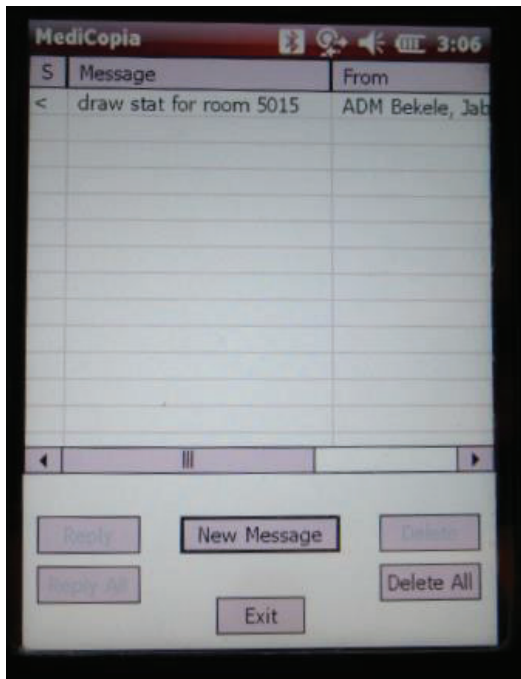 MediCopia 3:06
S Message From
< draw stat for room 5015 ADM Bekele, Jab
Reply New Message Delete
Reply All Delete All
Exit